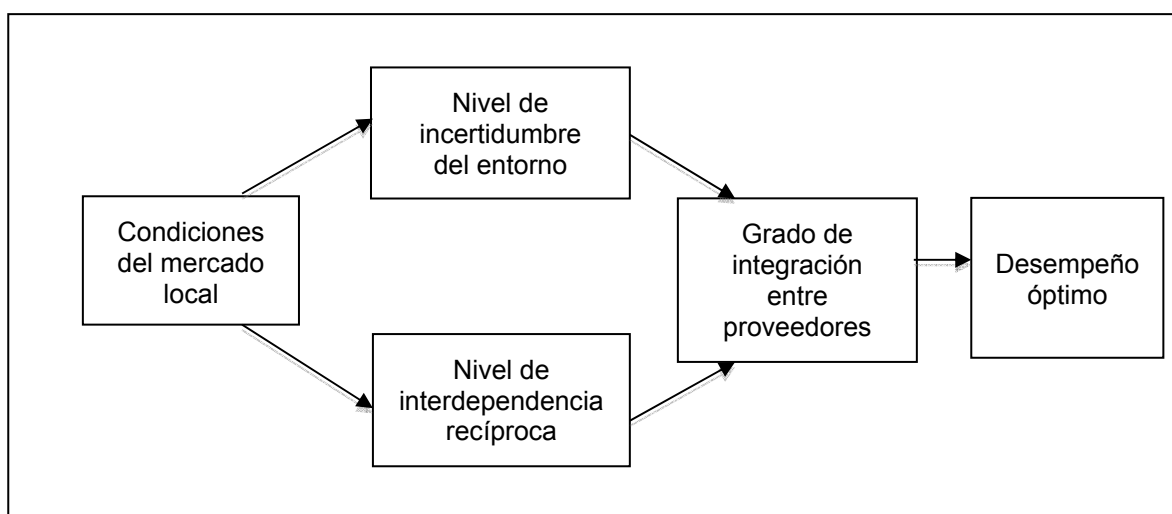 Nivel de
incertidumbre
del entorno
Condiciones
del mercado
local
Grado de
integración
entre
proveedores
Desempeño
óptimo
Nivel de
interdependencia
recíproca